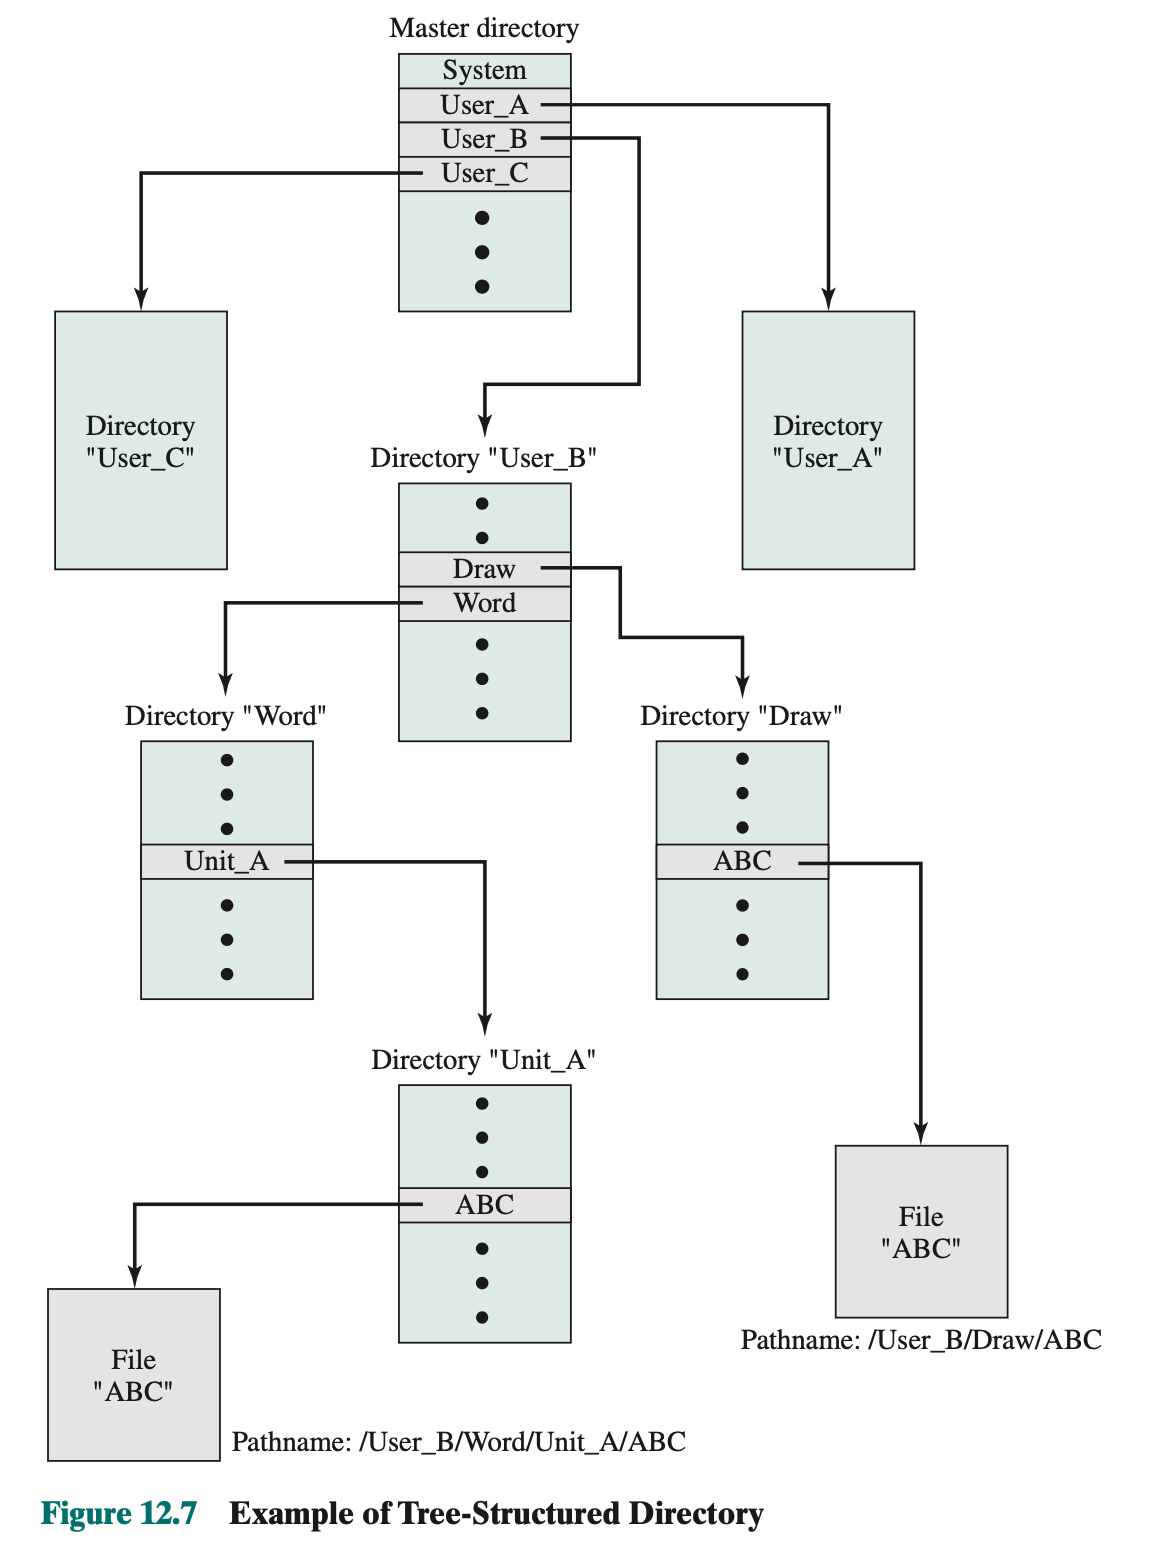 Master directory
System
User_A
User_B
User_C
Directory
"User_C"
Directory
"User_A"
Directory "User_B"
Draw
Word
Directory "Word"
Directory "Draw"
Unit_A
ABC
Directory "Unit_A"
ABC
File
"ABC"
Pathname: /User_B/Draw/ABC
File
"ABC"
Pathname: /User_B/Word/Unit_A/ABC
Figure 12.7 Example of Tree-Structured Directory